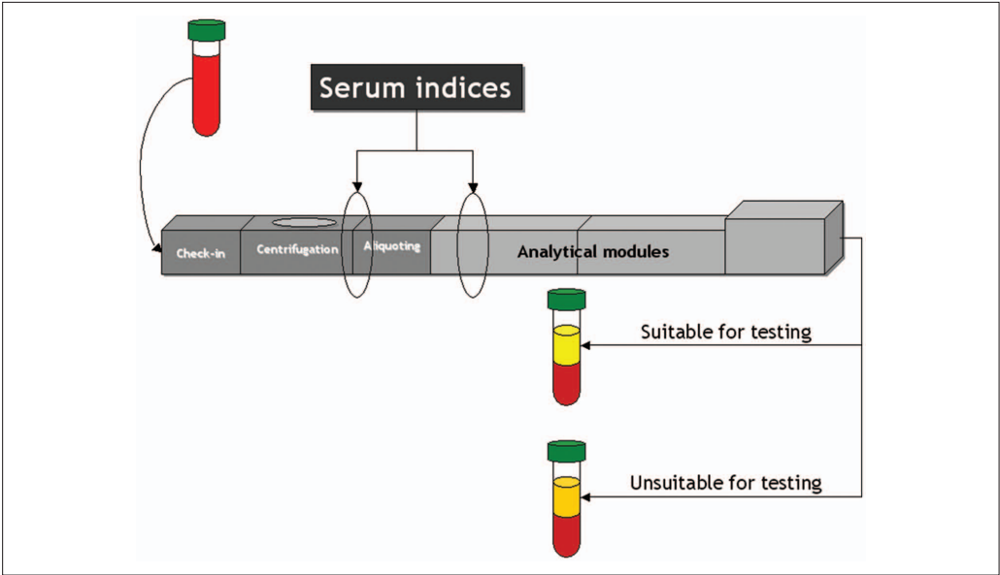 Serum indices
Check-in
Centrifugation
Aliquoting
Analytical modules
Suitable for testing
Unsuitable for testing